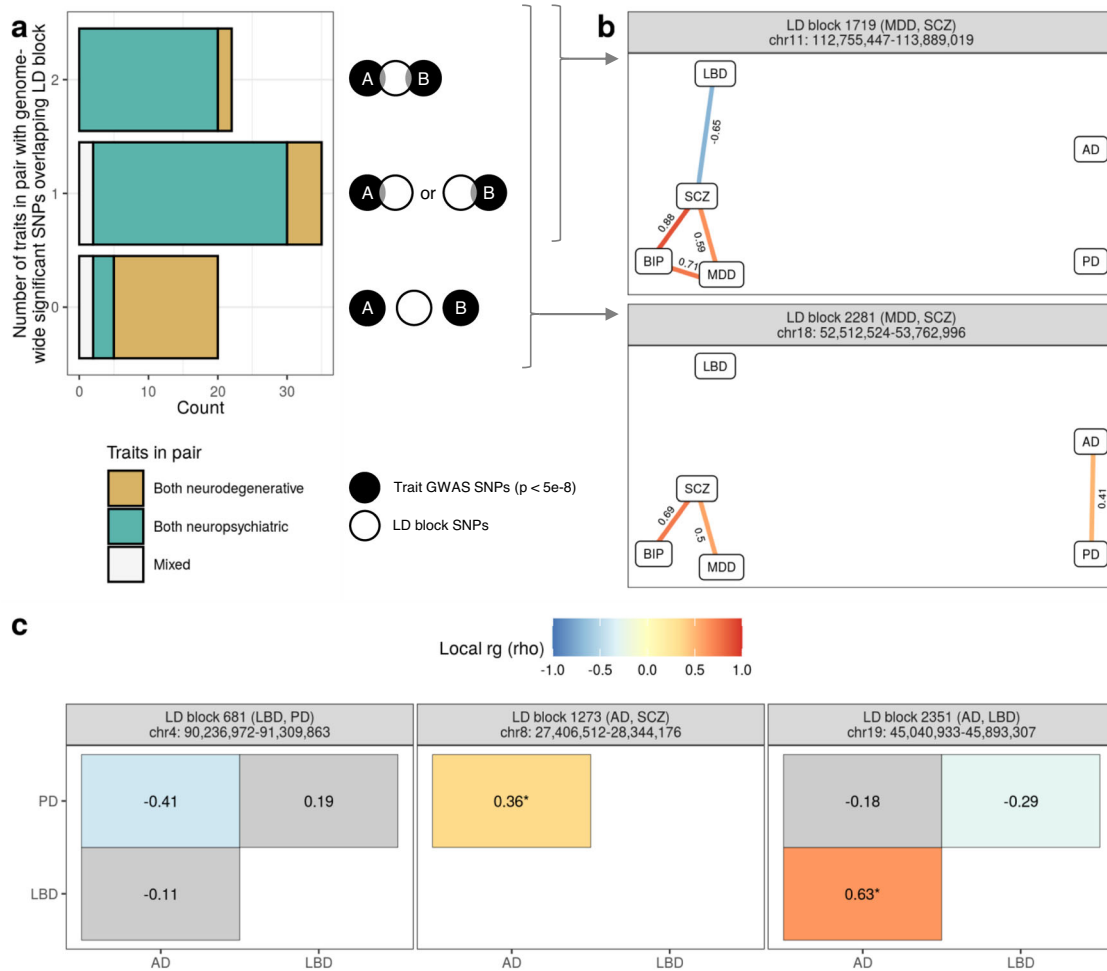 a
Number of traits in pair with genome-
wide significant SNPs overlapping LD block
2
1
0
0
10
20
30
Count
A
B
A
or
B
A
B
Traits in pair
Both neurodegenerative
Both neuropsychiatric
Mixed
Trait GWAS SNPs (p < 5e-8)
LD block SNPs
b
LD block 1719 (MDD, SCZ)
chr11: 112,755,447-113,889,019
LBD
-0.65
AD
SCZ
0.88
0.59
BIP
0.71
MDD
PD
LD block 2281 (MDD, SCZ)
chr18: 52,512,524-53,762,996
LBD
AD
SCZ
0.69
0.5
0.41
BIP
MDD
PD
c
Local rg (rho)
-1.0
-0.5
0.0
0.5
1.0
LD block 681 (LBD, PD)
chr4: 90,236,972-91,309,863
LD block 1273 (AD, SCZ)
chr8: 27,406,512-28,344,176
LD block 2351 (AD, LBD)
chr19: 45,040,933-45,893,307
PD
-0.41
0.19
0.36*
-0.18
-0.29
LBD
-0.11
0.63*
AD
LBD
AD
LBD
AD
LBD